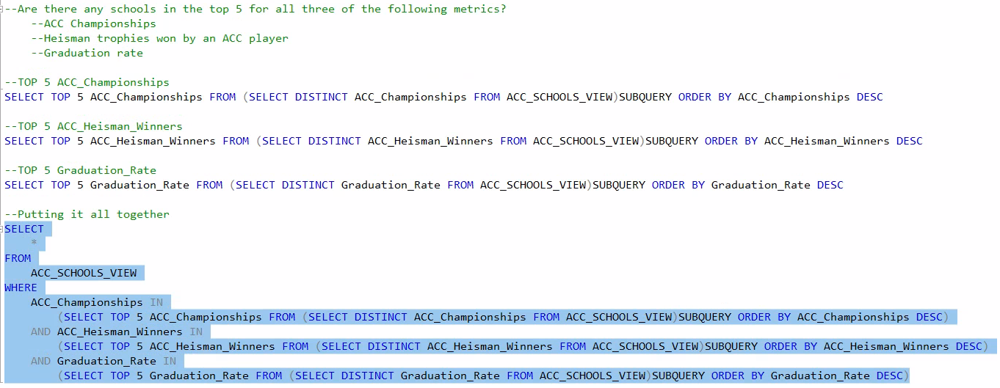 --Are there any schools in the top 5 for all three of the following metrics?
--ACC Championships
--Heisman trophies won by an ACC player
--Graduation rate
--TOP 5 ACC_Championships
SELECT TOP 5 ACC_Championships FROM (SELECT DISTINCT ACC_Championships FROM ACC_SCHOOLS_VIEW)SUBQUERY ORDER BY ACC_Championships DESC
--TOP 5 ACC_Heisman_Winners
SELECT TOP 5 ACC_Heisman_Winners FROM (SELECT DISTINCT ACC_Heisman_Winners FROM ACC_SCHOOLS_VIEW)SUBQUERY ORDER BY ACC_Heisman_Winners DESC
--TOP 5 Graduation_Rate
SELECT TOP 5 Graduation_Rate FROM (SELECT DISTINCT Graduation_Rate FROM ACC_SCHOOLS_VIEW)SUBQUERY ORDER BY Graduation_Rate DESC
--Putting it all together
SELECT
*
FROM
ACC_SCHOOLS_VIEW
WHERE
ACC_Championships IN
(SELECT TOP 5 ACC_Championships FROM (SELECT DISTINCT ACC_Championships FROM ACC_SCHOOLS_VIEW)SUBQUERY ORDER BY ACC_Championships DESC)
AND ACC_Heisman_Winners IN
(SELECT TOP 5 ACC_Heisman_Winners FROM (SELECT DISTINCT ACC_Heisman_Winners FROM ACC_SCHOOLS_VIEW)SUBQUERY ORDER BY ACC_Heisman_Winners DESC)
AND Graduation_Rate IN
(SELECT TOP 5 Graduation_Rate FROM (SELECT DISTINCT Graduation_Rate FROM ACC_SCHOOLS_VIEW)SUBQUERY ORDER BY Graduation_Rate DESC)